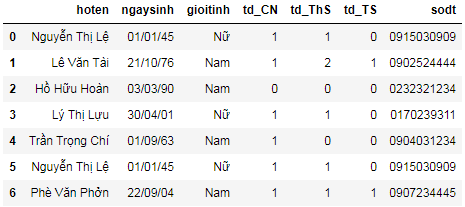 hoten ngaysinh gioitinh td_CN td_ThS td_TS sodt
0 Nguyễn Thị Lệ 01/01/45 Nữ 1 1 0 0915030909
1 Lê Văn Tải 21/10/76 Nam 1 2 1 0902524444
2 Hồ Hữu Hoàn 03/03/90 Nam 0 0 0 0232321234
3 Lý Thị Lựu 30/04/01 Nữ 1 1 0 0170239311
4 Trần Trọng Chí 01/09/63 Nam 1 0 0 0904031234
5 Nguyễn Thị Lệ 01/01/45 Nữ 1 1 0 0915030909
6 Phè Văn Phởn 22/09/04 Nam 1 1 1 0907234445